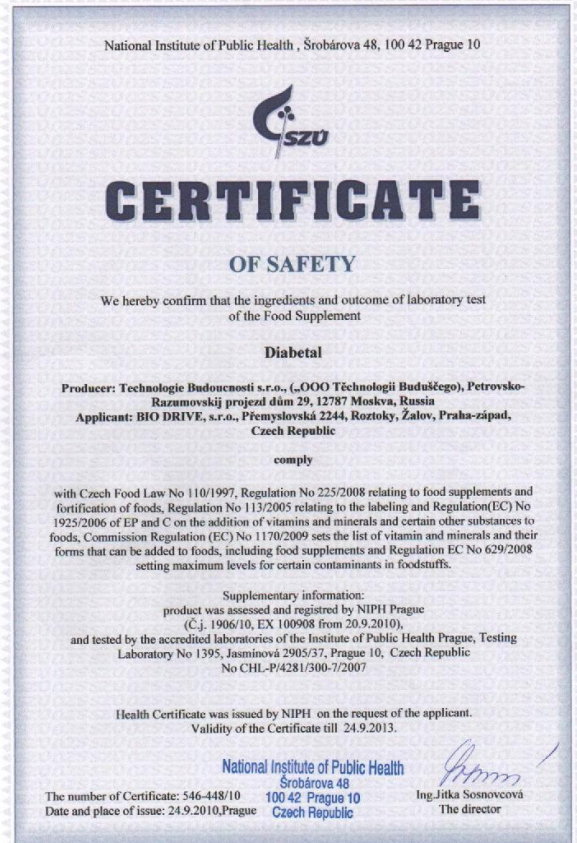 National Institute of Public Health , Šrobárova 48, 100 42 Prague 10
SZÚ
CERTIFICATE
OF SAFETY
We hereby confirm that the ingredients and outcome of laboratory test
of the Food Supplement
Diabetal
Producer: Technologie Budoucnosti s.r.o., („OOO Těchnologii Buduščego), Petrovsko-
Razumovskij projezd dům 29, 12787 Moskva, Russia
Applicant: BIO DRIVE, s.r.o., Přemyslovská 2244, Roztoky, Žalov, Praha-západ,
Czech Republic
comply
with Czech Food Law No 110/1997, Regulation No 225/2008 relating to food supplements and
fortification of foods, Regulation No 113/2005 relating to the labeling and Regulation(EC) No
1925/2006 of EP and C on the addition of vitamins and minerals and certain other substances to
foods, Commission Regulation (EC) No 1170/2009 sets the list of vitamin and minerals and their
forms that can be added to foods, including food supplements and Regulation EC No 629/2008
setting maximum levels for certain contaminants in foodstuffs.
Supplementary information:
product was assessed and registred by NIPH Prague
(Č.j. 1906/10, EX 100908 from 20.9.2010),
and tested by the accredited laboratories of the Institute of Public Health Prague, Testing
Laboratory No 1395, Jasmínová 2905/37, Prague 10, Czech Republic
No CHL-P/4281/300-7/2007
Health Certificate was issued by NIPH on the request of the applicant.
Validity of the Certificate till 24.9.2013.
National Institute of Public Health
Šrobárova 48
100 42 Prague 10
Czech Republic
The number of Certificate: 546-448/10
Date and place of issue: 24.9.2010,Prague
Ing.Jitka Sosnovcová
The director